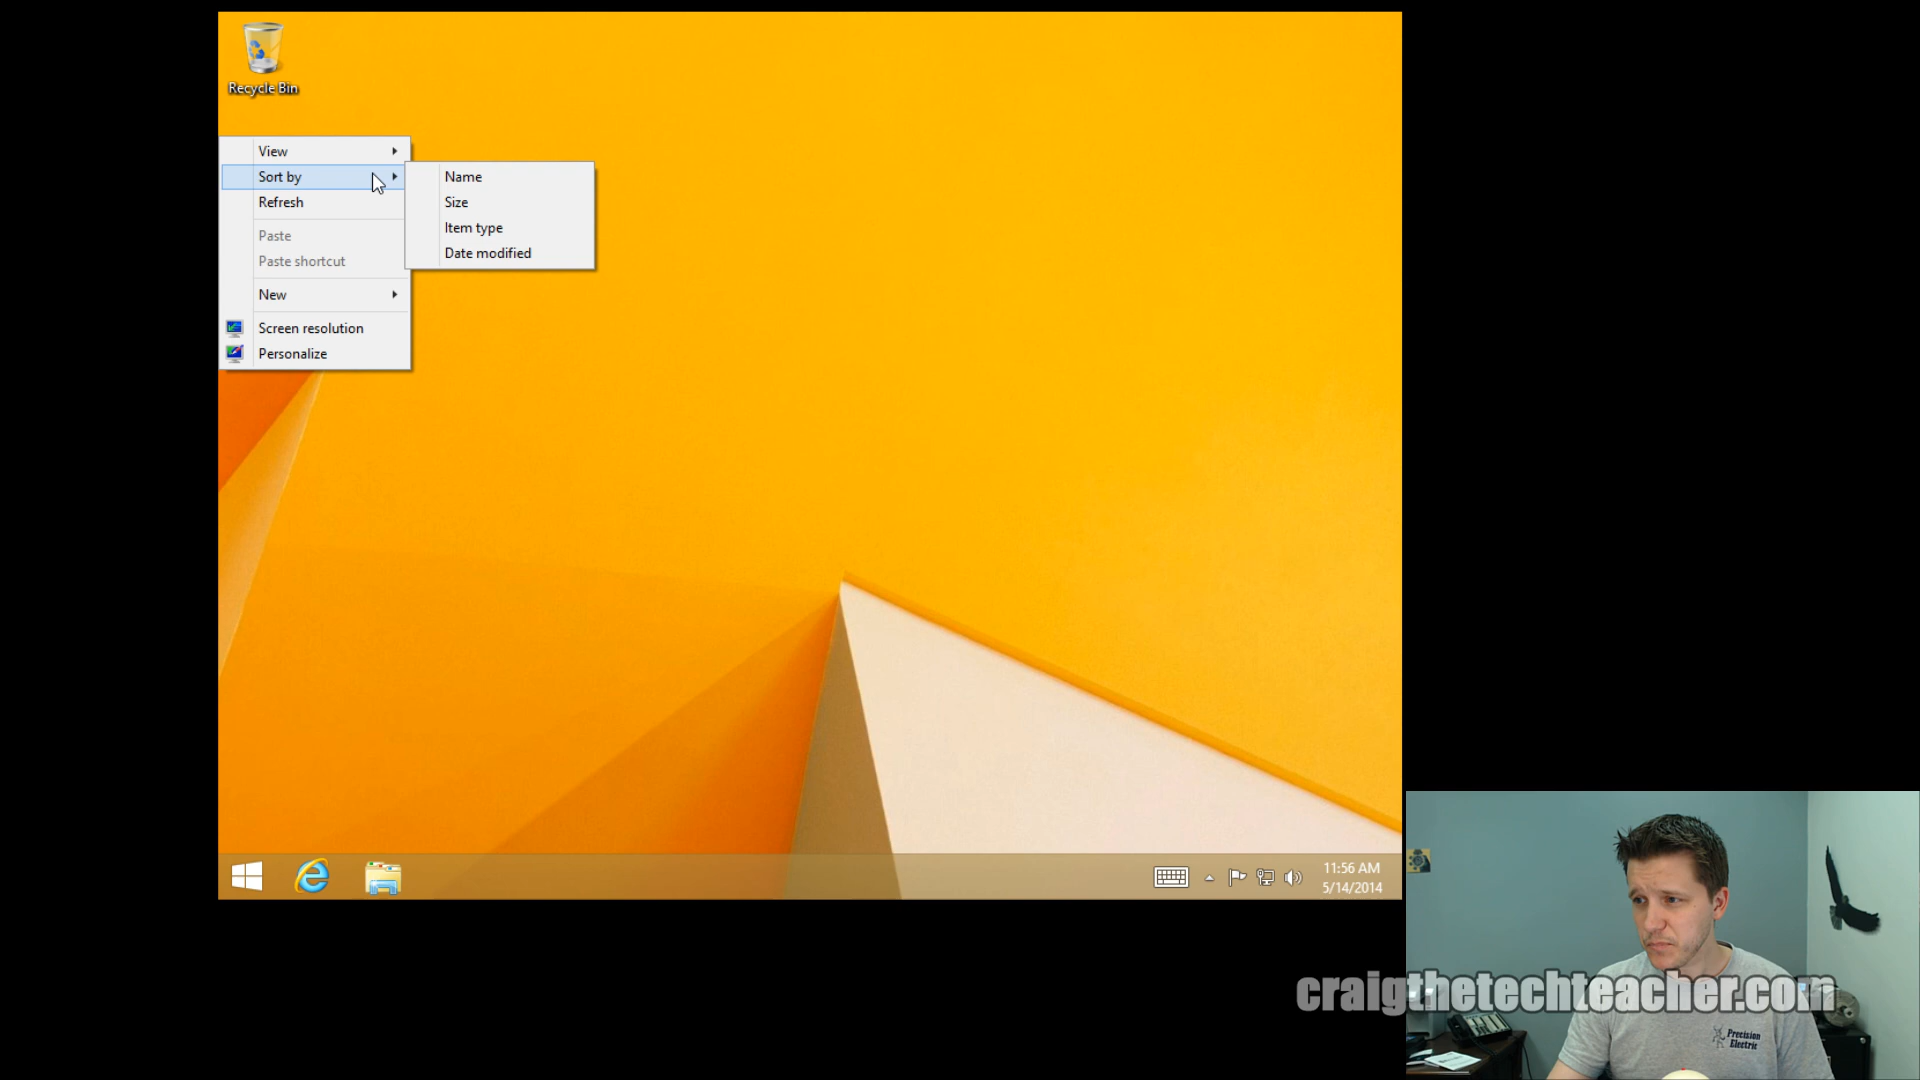 Recycle Bin
View
Sort by
Refresh
Paste
Paste shortcut
New
Screen resolution
Personalize
Name
Size
Item type
Date modified
11:56 AM
5/14/2014
craigthetechteacher.com
Precision
Electric